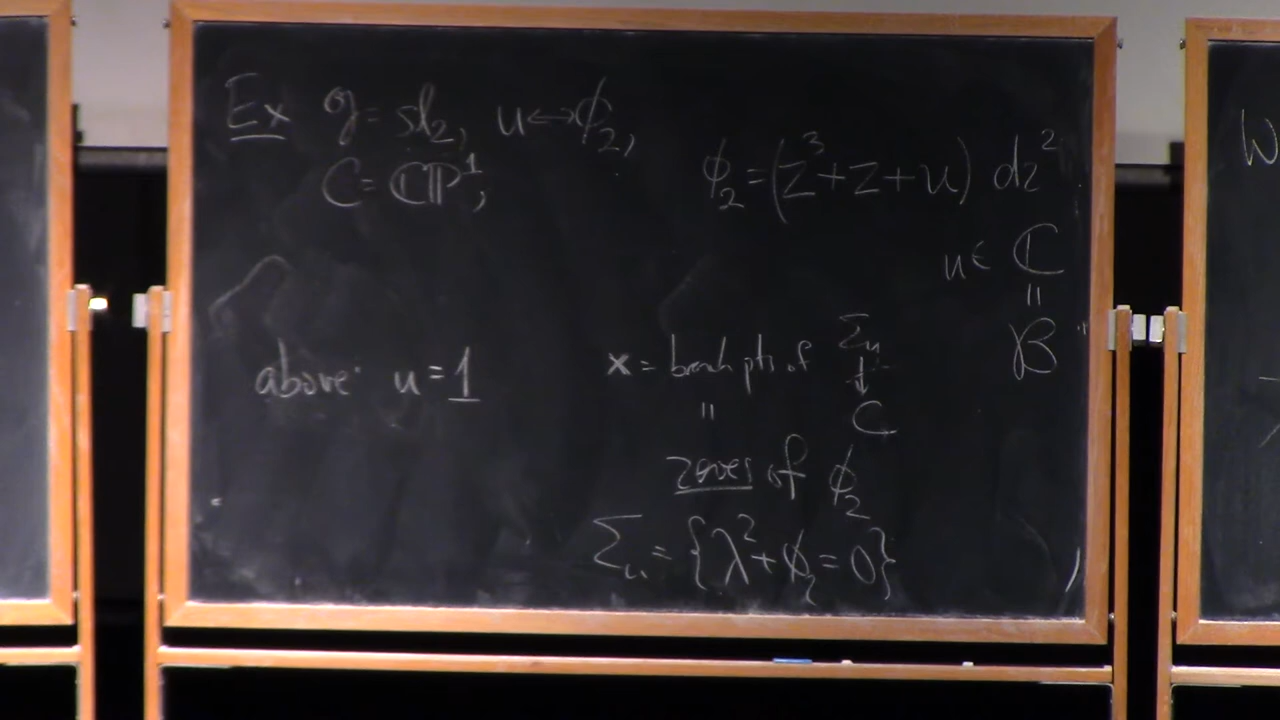 Ex 𝔤 = sl₂, u ↔ ϕ₂,
C = ℂℙ¹;
ϕ₂ = (z³+z+u) dz²
u ∈ ℂ
=
B
above u = 1
x = branch pts of Σᵤ
↓
C
=
zeroes of ϕ₂
Σᵤ = {λ²+ϕ₂=0}
W